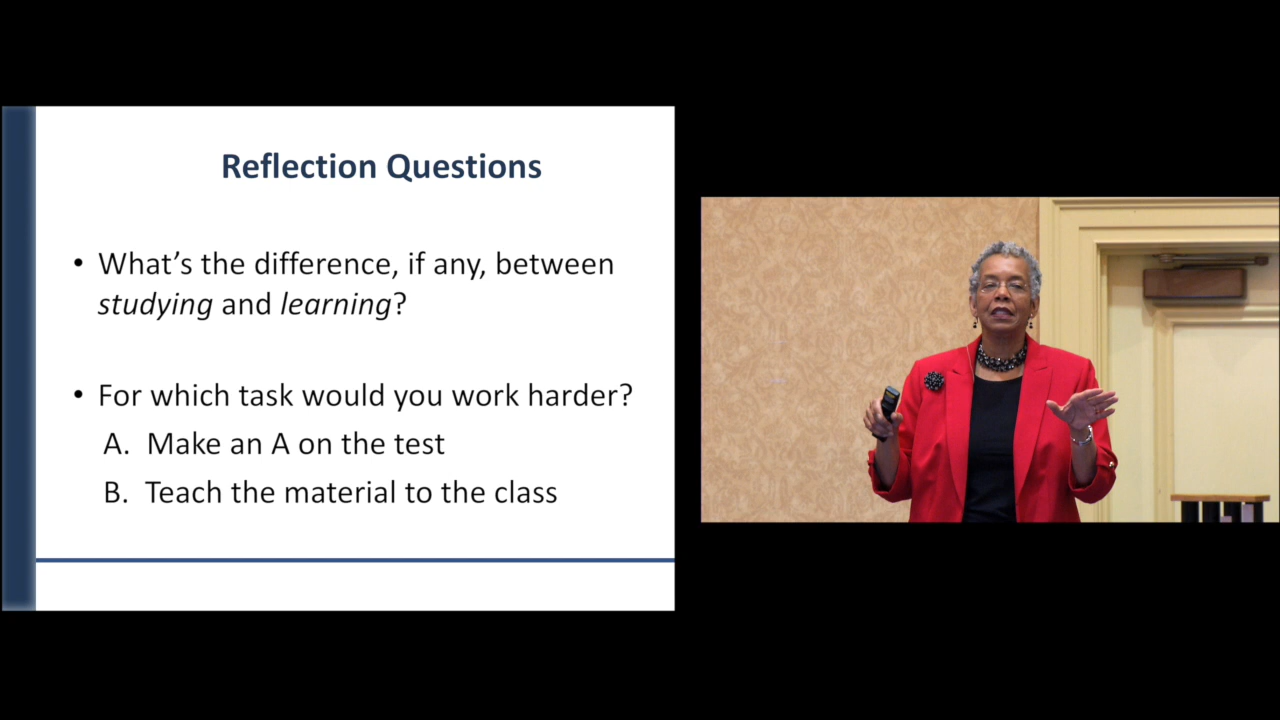 Reflection Questions
• What’s the difference, if any, between
studying and learning?
• For which task would you work harder?
A. Make an A on the test
B. Teach the material to the class